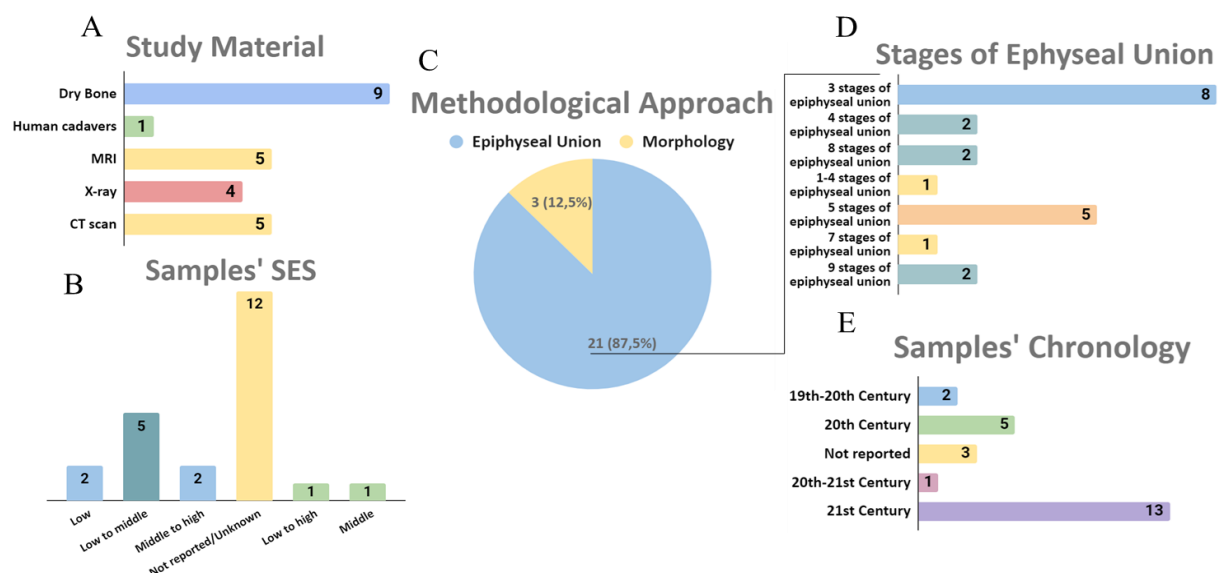 A
Study Material
Dry Bone
9
Human cadavers
1
MRI
5
X-ray
4
CT scan
5
B
Samples' SES
2
5
2
12
1
1
Low
Low to middle
Middle to high
Not reported/Unknown
Low to high
Middle
C
Methodological Approach
Epiphyseal Union
Morphology
3 (12,5%)
21 (87,5%)
D
Stages of Ephyseal Union
3 stages of
epiphyseal union
8
4 stages of
epiphyseal union
2
8 stages of
epiphyseal union
2
1-4 stages of
epiphyseal union
1
5 stages of
epiphyseal union
5
7 stages of
epiphyseal union
1
9 stages of
epiphyseal union
2
E
Samples' Chronology
19th-20th Century
2
20th Century
5
Not reported
3
20th-21st Century
1
21st Century
13